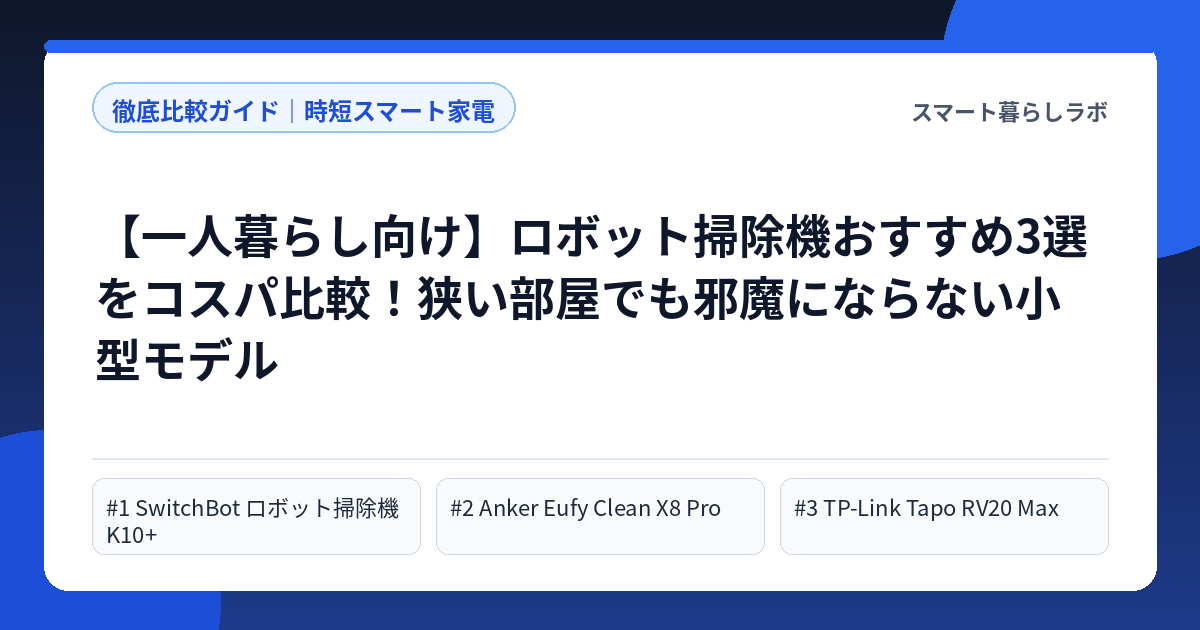 徹底比較ガイド｜時短スマート家電
スマート暮らしラボ
【一人暮らし向け】ロボット掃除機おすすめ3選
をコスパ比較！狭い部屋でも邪魔にならない小
型モデル
#1 SwitchBot ロボット掃除機
K10+
#2 Anker Eufy Clean X8 Pro
#3 TP-Link Tapo RV20 Max